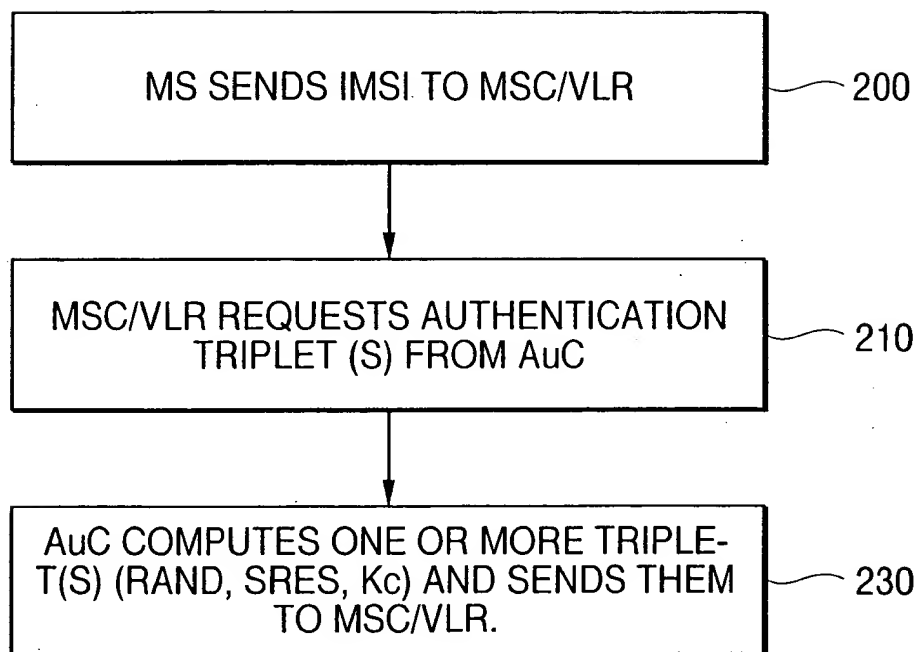 MS SENDS IMSI TO MSC/VLR
200
MSC/VLR REQUESTS AUTHENTICATION
TRIPLET (S) FROM AuC
210
AuC COMPUTES ONE OR MORE TRIPLE-
T(S) (RAND, SRES, Kc) AND SENDS THEM
TO MSC/VLR.
230